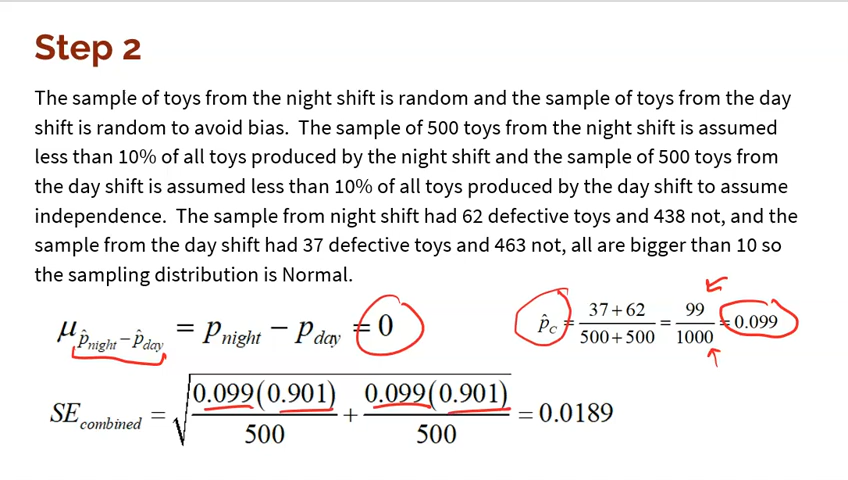 Step 2
The sample of toys from the night shift is random and the sample of toys from the day
shift is random to avoid bias.  The sample of 500 toys from the night shift is assumed
less than 10% of all toys produced by the night shift and the sample of 500 toys from
the day shift is assumed less than 10% of all toys produced by the day shift to assume
independence.  The sample from night shift had 62 defective toys and 438 not, and the
sample from the day shift had 37 defective toys and 463 not, all are bigger than 10 so
the sampling distribution is Normal.
μ_{p̂_{night} − p̂_{day}} = p_{night} − p_{day} = 0
p̂_c = (37+62)/(500+500) = 99/1000 = 0.099
SE_{combined} = √(0.099(0.901)/500 + 0.099(0.901)/500) = 0.0189